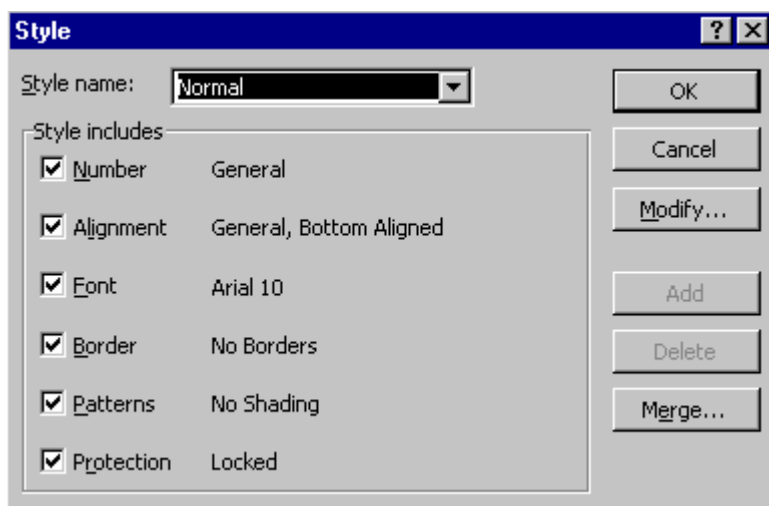 Style
Style name: Normal
OK
Style includes
Cancel
Number General
Modify...
Alignment General, Bottom Aligned
Font Arial 10
Add
Border No Borders
Delete
Patterns No Shading
Merge...
Protection Locked